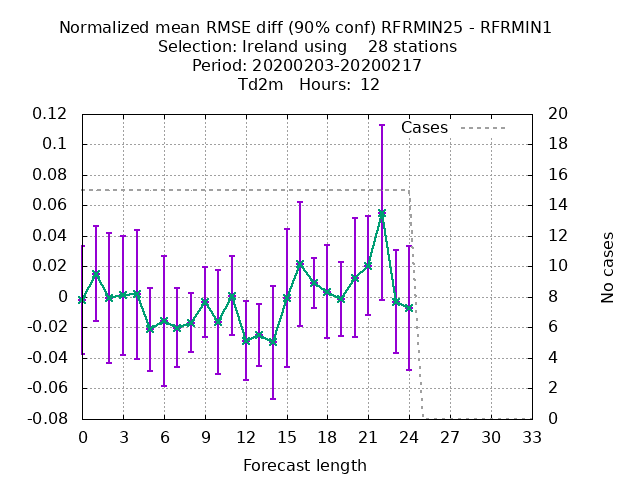 Normalized mean RMSE diff (90% conf) RFRMIN25 - RFRMIN1
Selection: Ireland using    28 stations
Period: 20200203-20200217
Td2m   Hours:  12
Cases
0.12
0.1
0.08
0.06
0.04
0.02
0
-0.02
-0.04
-0.06
-0.08
20
18
16
14
12
10
8
6
4
2
0
No cases
0 3 6 9 12 15 18 21 24 27 30 33
Forecast length